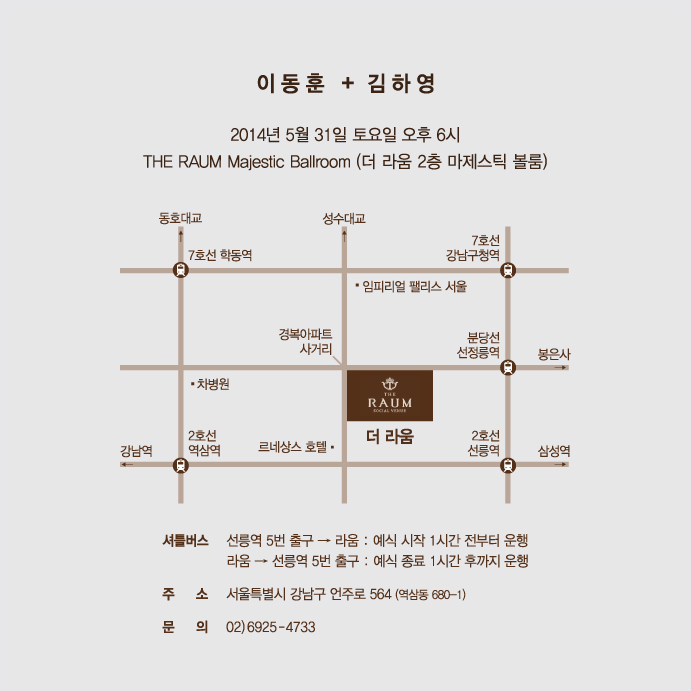 이동훈 + 김하영
2014년 5월 31일 토요일 오후 6시
THE RAUM Majestic Ballroom (더 라움 2층 마제스틱 볼룸)
동호대교
성수대교
7호선 학동역
7호선
강남구청역
임피리얼 팰리스 서울
경복아파트
사거리
분당선
선정릉역
봉은사
차병원
THE
RAUM
SOCIAL VENUE
더 라움
강남역
2호선
역삼역
르네상스 호텔
2호선
선릉역
삼성역
셔틀버스 선릉역 5번 출구 → 라움 : 예식 시작 1시간 전부터 운행
라움 → 선릉역 5번 출구 : 예식 종료 1시간 후까지 운행
주 소 서울특별시 강남구 언주로 564 (역삼동 680-1)
문 의 02)6925-4733